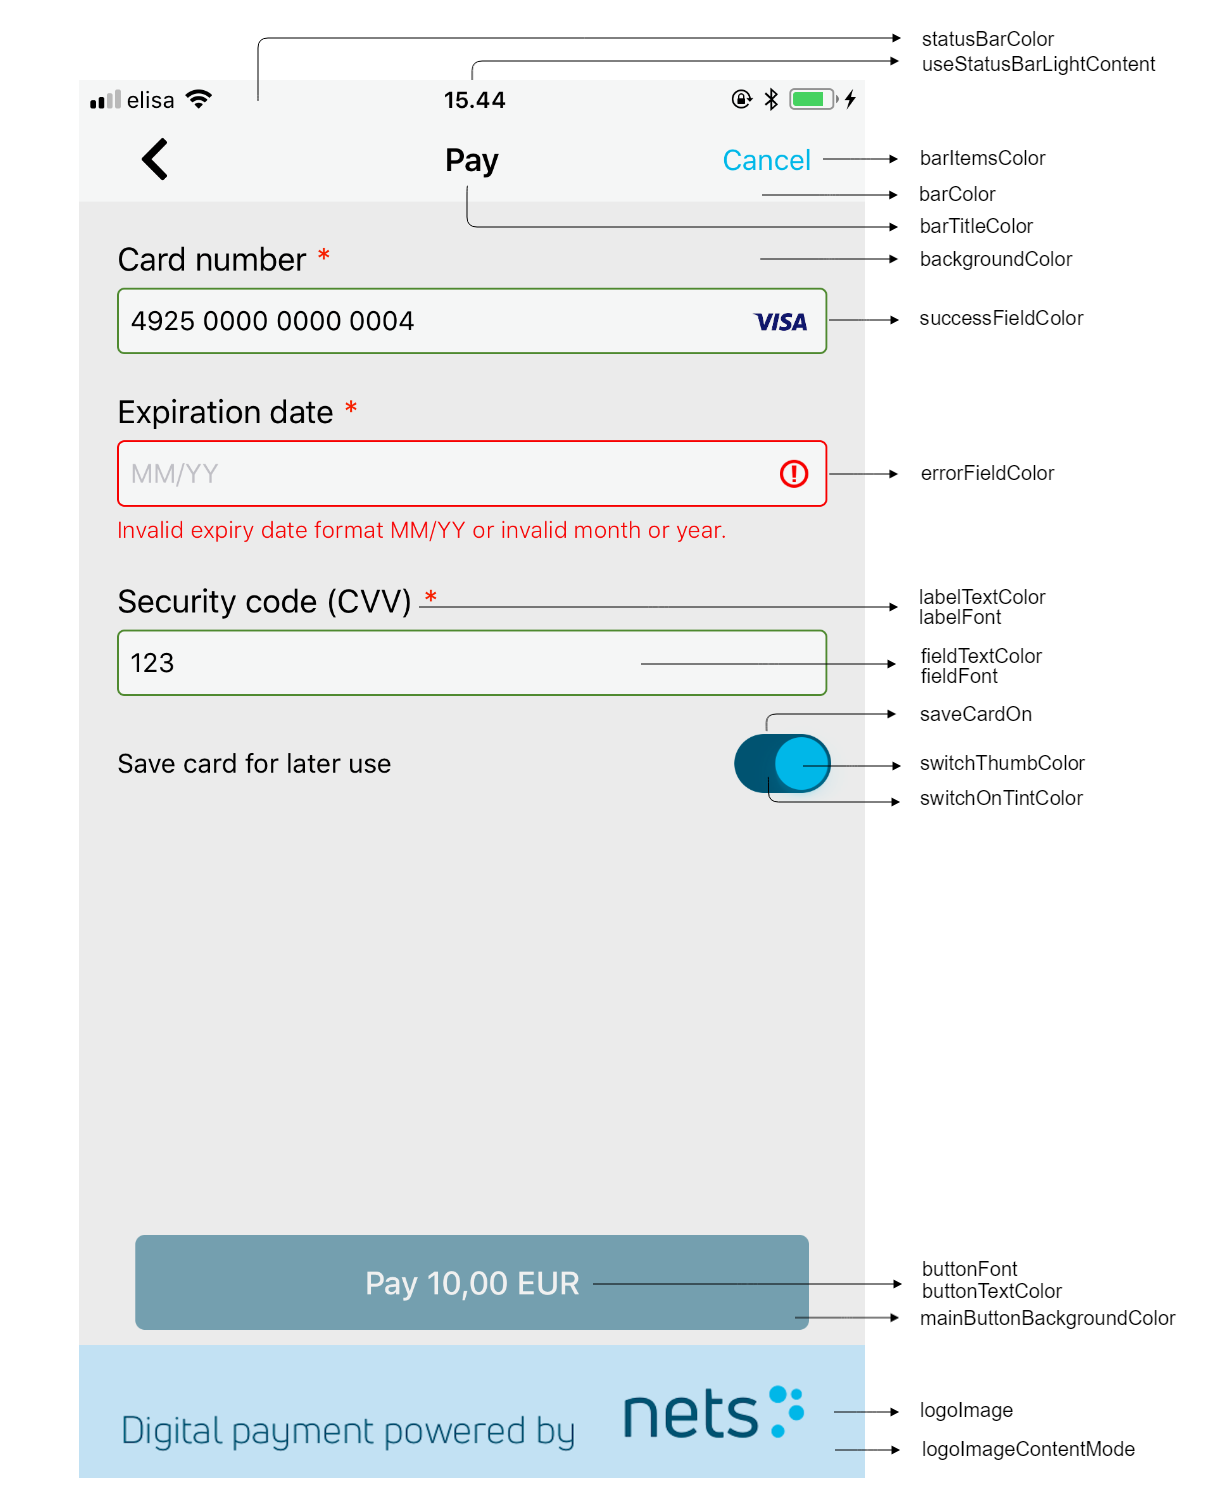 statusBarColor
useStatusBarLightContent
elisa 15.44
Pay Cancel barItemsColor
barColor
barTitleColor
Card number * backgroundColor
4925 0000 0000 0004 VISA successFieldColor
Expiration date *
MM/YY errorFieldColor
Invalid expiry date format MM/YY or invalid month or year.
Security code (CVV) * labelTextColor
labelFont
123 fieldTextColor
fieldFont
saveCardOn
Save card for later use switchThumbColor
switchOnTintColor
Pay 10,00 EUR buttonFont
buttonTextColor
mainButtonBackgroundColor
Digital payment powered by nets logoImage
logoImageContentMode